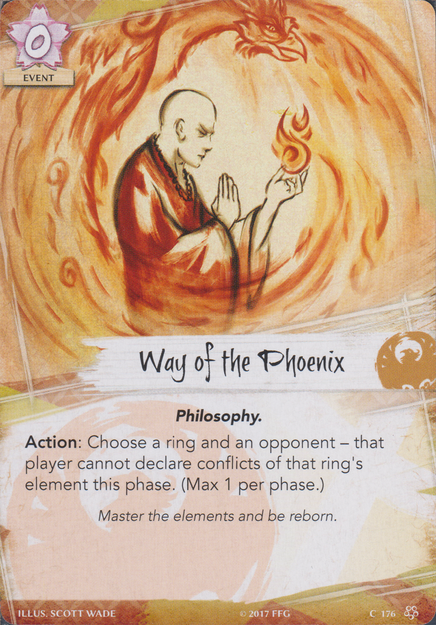 0
EVENT
Way of the Phoenix
Philosophy.
Action: Choose a ring and an opponent – that
player cannot declare conflicts of that ring's
element this phase. (Max 1 per phase.)
Master the elements and be reborn.
ILLUS. SCOTT WADE © 2017 FFG C 176